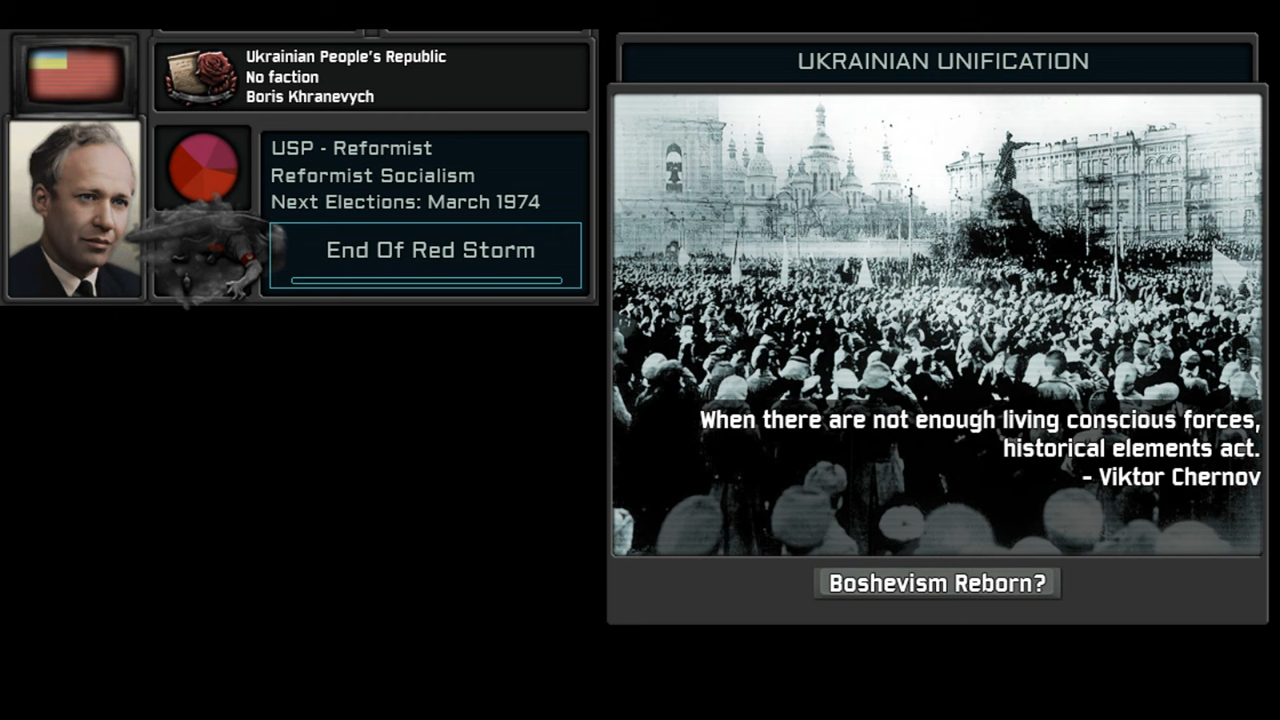 Ukrainian People's Republic
No faction
Boris Khranevych
USP - Reformist
Reformist Socialism
Next Elections: March 1974
End Of Red Storm
UKRAINIAN UNIFICATION
When there are not enough living conscious forces,
historical elements act.
- Viktor Chernov
Boshevism Reborn?